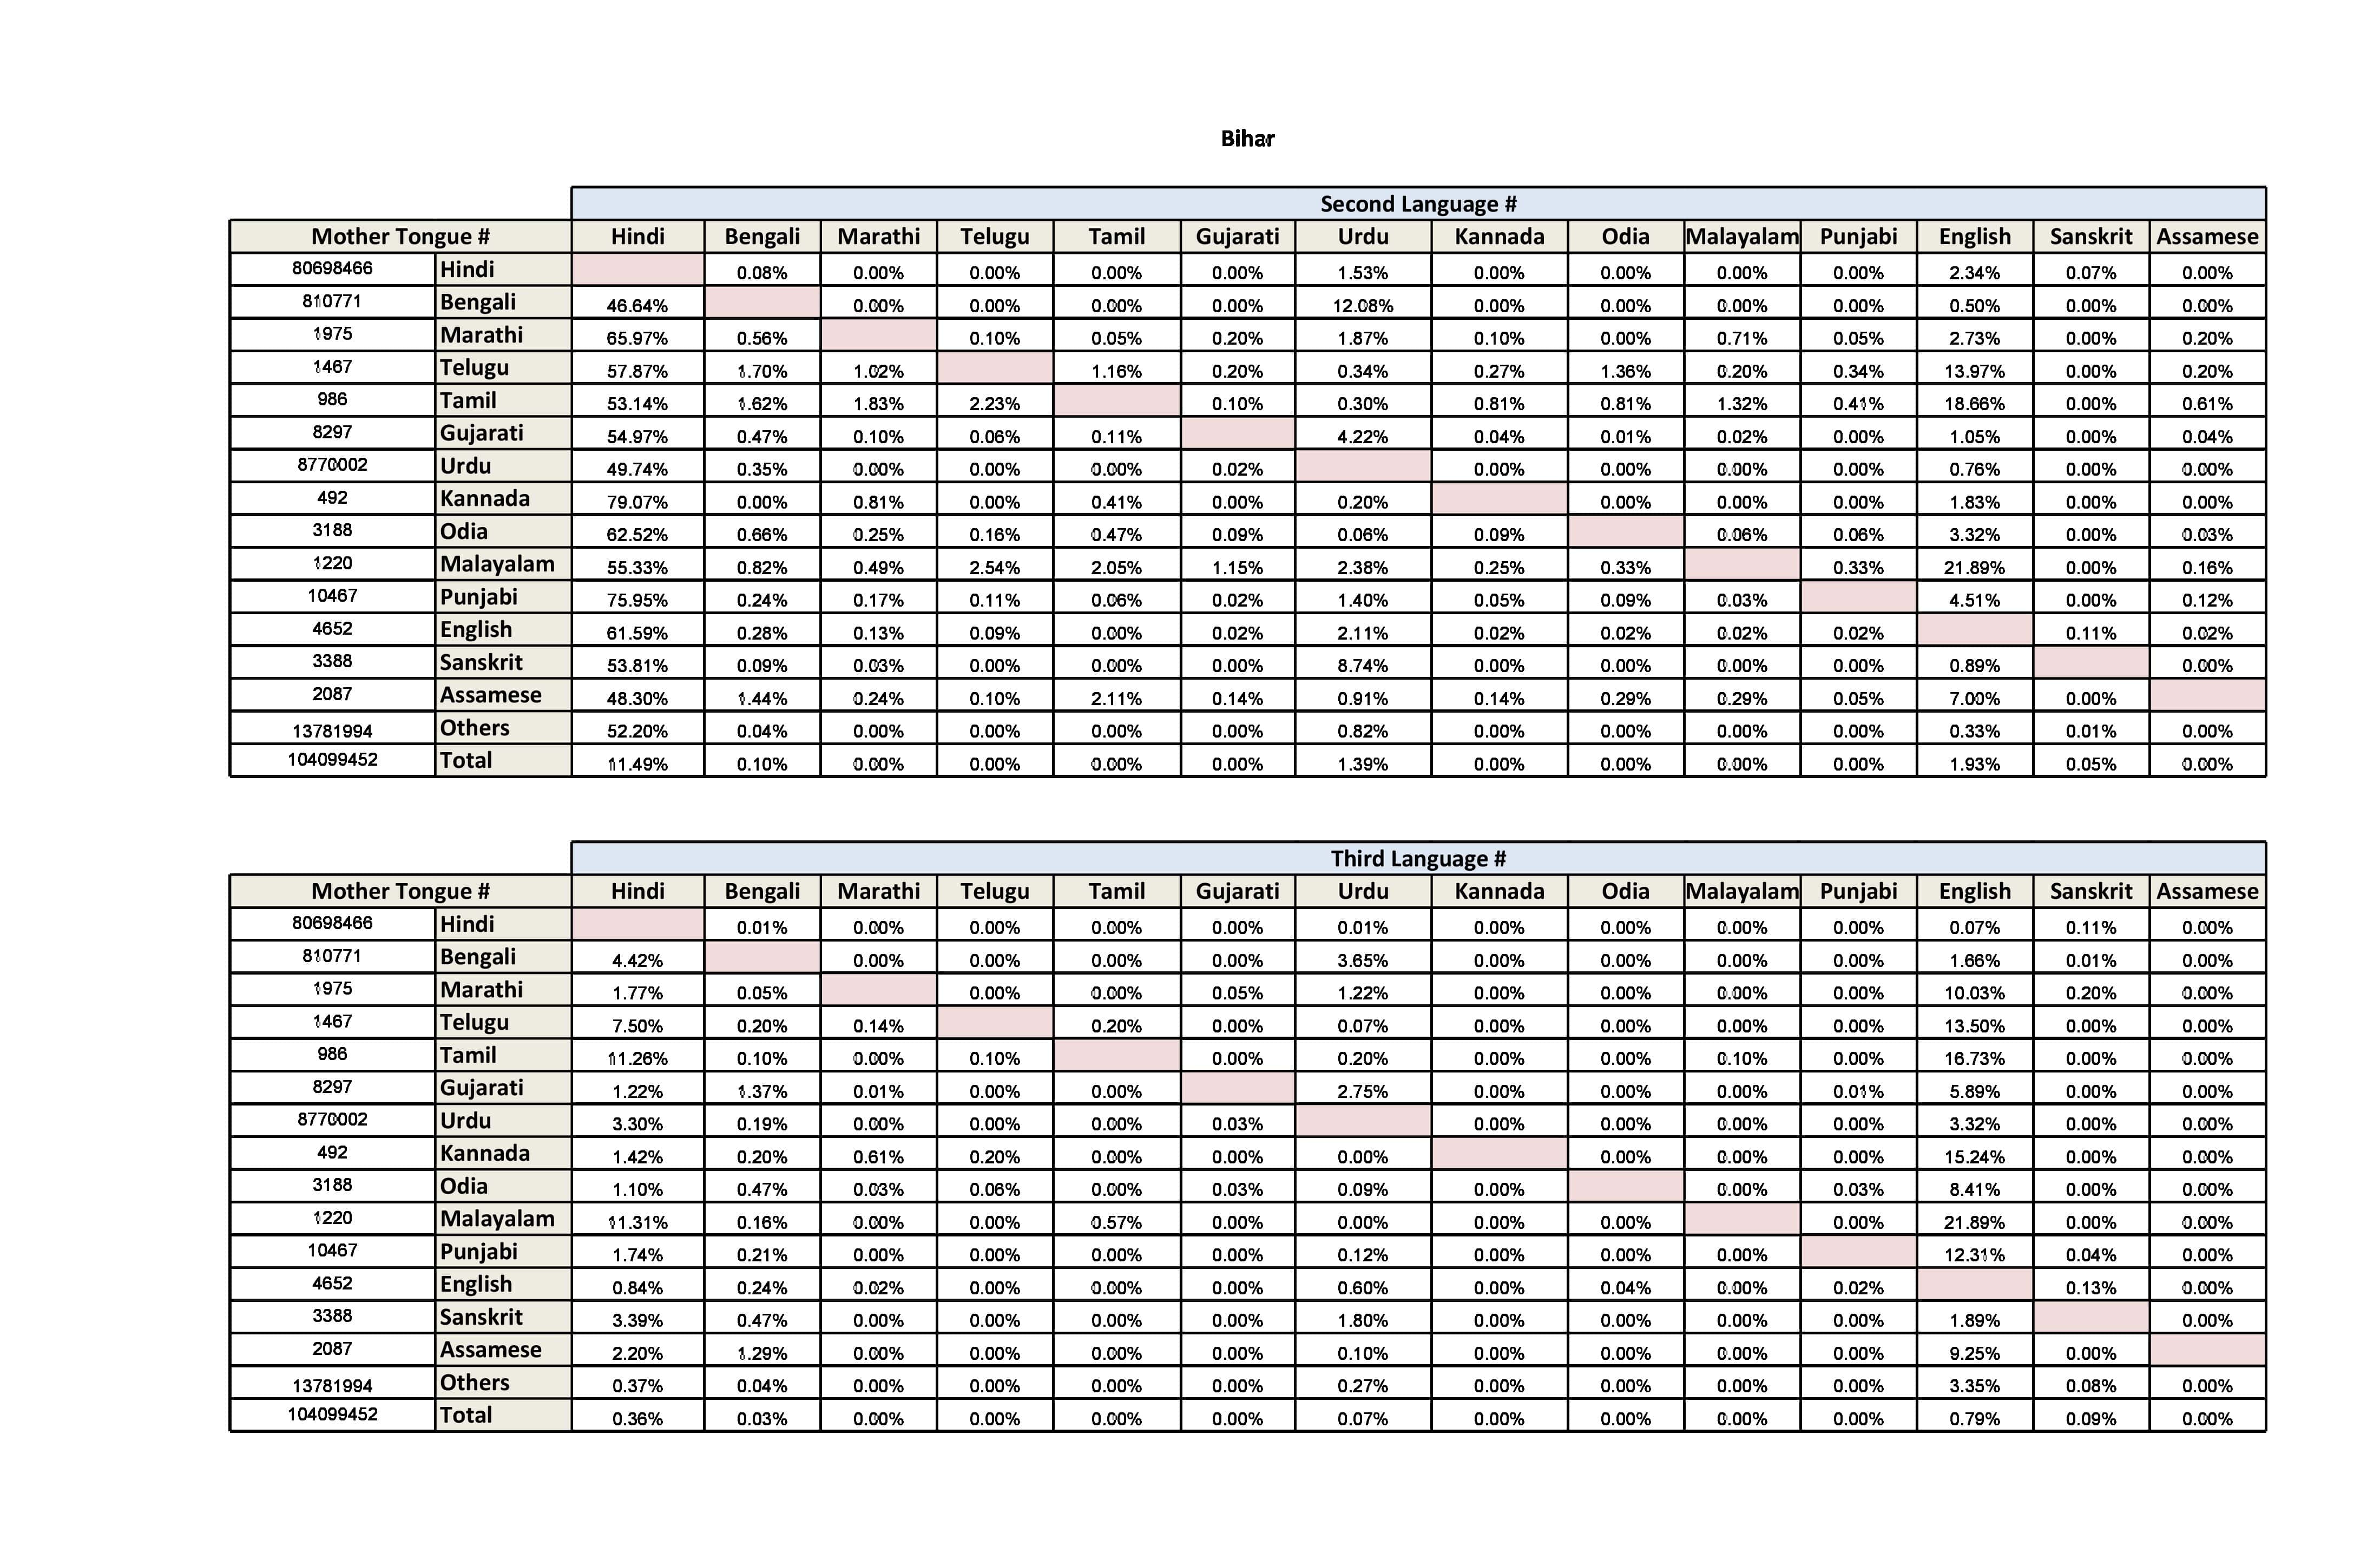 Bihar
Second Language #
Mother Tongue # Hindi Bengali Marathi Telugu Tamil Gujarati Urdu Kannada Odia Malayalam Punjabi English Sanskrit Assamese
80698466 Hindi 0.08% 0.00% 0.00% 0.00% 0.00% 1.53% 0.00% 0.00% 0.00% 0.00% 2.34% 0.07% 0.00%
810771 Bengali 46.64% 0.00% 0.00% 0.00% 0.00% 12.08% 0.00% 0.00% 0.00% 0.00% 0.50% 0.00% 0.00%
1975 Marathi 65.97% 0.56% 0.10% 0.05% 0.20% 1.87% 0.10% 0.00% 0.71% 0.05% 2.73% 0.00% 0.20%
1467 Telugu 57.87% 1.70% 1.02% 1.16% 0.20% 0.34% 0.27% 1.36% 0.20% 0.34% 13.97% 0.00% 0.20%
986 Tamil 53.14% 1.62% 1.83% 2.23% 0.10% 0.30% 0.81% 0.81% 1.32% 0.41% 18.66% 0.00% 0.61%
8297 Gujarati 54.97% 0.47% 0.10% 0.06% 0.11% 4.22% 0.04% 0.01% 0.02% 0.00% 1.05% 0.00% 0.04%
8770002 Urdu 49.74% 0.35% 0.00% 0.00% 0.00% 0.02% 0.00% 0.00% 0.00% 0.00% 0.76% 0.00% 0.00%
492 Kannada 79.07% 0.00% 0.81% 0.00% 0.41% 0.00% 0.20% 0.00% 0.00% 0.00% 1.83% 0.00% 0.00%
3188 Odia 62.52% 0.66% 0.25% 0.16% 0.47% 0.09% 0.06% 0.09% 0.06% 0.06% 3.32% 0.00% 0.03%
1220 Malayalam 55.33% 0.82% 0.49% 2.54% 2.05% 1.15% 2.38% 0.25% 0.33% 0.33% 21.89% 0.00% 0.16%
10467 Punjabi 75.95% 0.24% 0.17% 0.11% 0.06% 0.02% 1.40% 0.05% 0.09% 0.03% 4.51% 0.00% 0.12%
4652 English 61.59% 0.28% 0.13% 0.09% 0.00% 0.02% 2.11% 0.02% 0.02% 0.02% 0.02% 0.11% 0.02%
3388 Sanskrit 53.81% 0.09% 0.03% 0.00% 0.00% 0.00% 8.74% 0.00% 0.00% 0.00% 0.00% 0.89% 0.00%
2087 Assamese 48.30% 1.44% 0.24% 0.10% 2.11% 0.14% 0.91% 0.14% 0.29% 0.29% 0.05% 7.00% 0.00%
13781994 Others 52.20% 0.04% 0.00% 0.00% 0.00% 0.00% 0.82% 0.00% 0.00% 0.00% 0.00% 0.33% 0.01% 0.00%
104099452 Total 11.49% 0.10% 0.00% 0.00% 0.00% 0.00% 1.39% 0.00% 0.00% 0.00% 0.00% 1.93% 0.05% 0.00%
Third Language #
Mother Tongue # Hindi Bengali Marathi Telugu Tamil Gujarati Urdu Kannada Odia Malayalam Punjabi English Sanskrit Assamese
80698466 Hindi 0.01% 0.00% 0.00% 0.00% 0.00% 0.01% 0.00% 0.00% 0.00% 0.00% 0.07% 0.11% 0.00%
810771 Bengali 4.42% 0.00% 0.00% 0.00% 0.00% 3.65% 0.00% 0.00% 0.00% 0.00% 1.66% 0.01% 0.00%
1975 Marathi 1.77% 0.05% 0.00% 0.00% 0.05% 1.22% 0.00% 0.00% 0.00% 0.00% 10.03% 0.20% 0.00%
1467 Telugu 7.50% 0.20% 0.14% 0.20% 0.00% 0.07% 0.00% 0.00% 0.00% 0.00% 13.50% 0.00% 0.00%
986 Tamil 11.26% 0.10% 0.00% 0.10% 0.00% 0.20% 0.00% 0.00% 0.10% 0.00% 16.73% 0.00% 0.00%
8297 Gujarati 1.22% 1.37% 0.01% 0.00% 0.00% 2.75% 0.00% 0.00% 0.00% 0.01% 5.89% 0.00% 0.00%
8770002 Urdu 3.30% 0.19% 0.00% 0.00% 0.00% 0.03% 0.00% 0.00% 0.00% 0.00% 3.32% 0.00% 0.00%
492 Kannada 1.42% 0.20% 0.61% 0.20% 0.00% 0.00% 0.00% 0.00% 0.00% 0.00% 15.24% 0.00% 0.00%
3188 Odia 1.10% 0.47% 0.03% 0.06% 0.00% 0.03% 0.09% 0.00% 0.00% 0.03% 8.41% 0.00% 0.00%
1220 Malayalam 11.31% 0.16% 0.00% 0.00% 0.57% 0.00% 0.00% 0.00% 0.00% 0.00% 21.89% 0.00% 0.00%
10467 Punjabi 1.74% 0.21% 0.00% 0.00% 0.00% 0.00% 0.12% 0.00% 0.00% 0.00% 12.31% 0.04% 0.00%
4652 English 0.84% 0.24% 0.02% 0.00% 0.00% 0.00% 0.60% 0.00% 0.04% 0.00% 0.02% 0.13% 0.00%
3388 Sanskrit 3.39% 0.47% 0.00% 0.00% 0.00% 0.00% 1.80% 0.00% 0.00% 0.00% 0.00% 1.89% 0.00%
2087 Assamese 2.20% 1.29% 0.00% 0.00% 0.00% 0.00% 0.10% 0.00% 0.00% 0.00% 0.00% 9.25% 0.00%
13781994 Others 0.37% 0.04% 0.00% 0.00% 0.00% 0.00% 0.27% 0.00% 0.00% 0.00% 0.00% 3.35% 0.08% 0.00%
104099452 Total 0.36% 0.03% 0.00% 0.00% 0.00% 0.00% 0.07% 0.00% 0.00% 0.00% 0.00% 0.79% 0.09% 0.00%